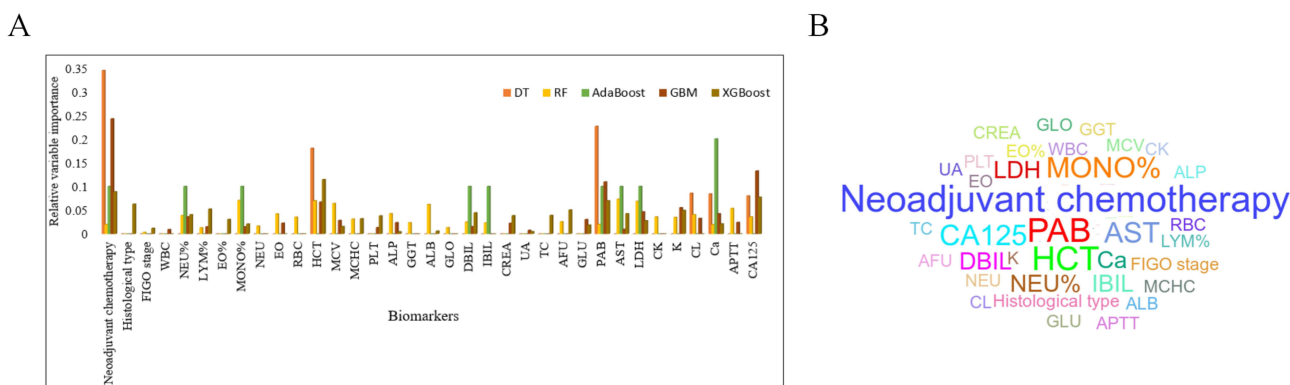 A
B
0.35
0.3
0.25
0.2
0.15
0.1
0.05
0
Relative variable importance
DT RF AdaBoost GBM XGBoost
Neoadjuvant chemotherapy
Histological type
FIGO stage
WBC
NEU%
LYM%
EO%
MONO%
NEU
EO
RBC
HCT
MCV
MCHC
PLT
ALP
GGT
ALB
GLO
DBIL
IBIL
CREA
UA
TC
AFU
GLU
PAB
AST
LDH
CK
K
CL
Ca
APTT
CA125
Biomarkers
CREA GLO GGT
EO% WBC MCV CK
UA PLT LDH MONO% ALP
EO
Neoadjuvant chemotherapy
TC CA125 PAB AST RBC
LYM%
AFU DBIL K HCT Ca FIGO stage
NEU NEU% IBIL MCHC
CL Histological type ALB
GLU APTT